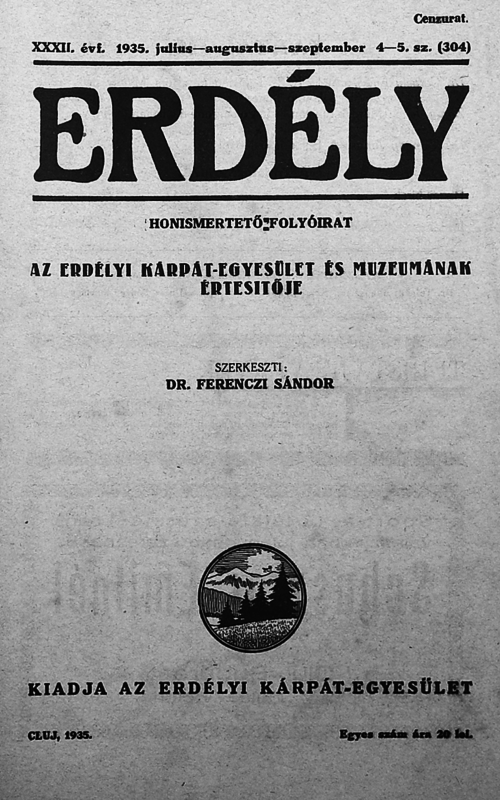 Cenzurat.
XXXII. évf. 1935. julius—augusztus—szeptember 4—5. sz. (304)
ERDÉLY
HONISMERTETŐ FOLYÓIRAT
AZ ERDÉLYI KÁRPÁT-EGYESÜLET ÉS MUZEUMÁNAK
ÉRTESITŐJE
SZERKESZTI:
DR. FERENCZI SÁNDOR
KIADJA AZ ERDÉLYI KÁRPÁT-EGYESÜLET
CLUJ, 1935.
Egyes szám ára 20 lei.